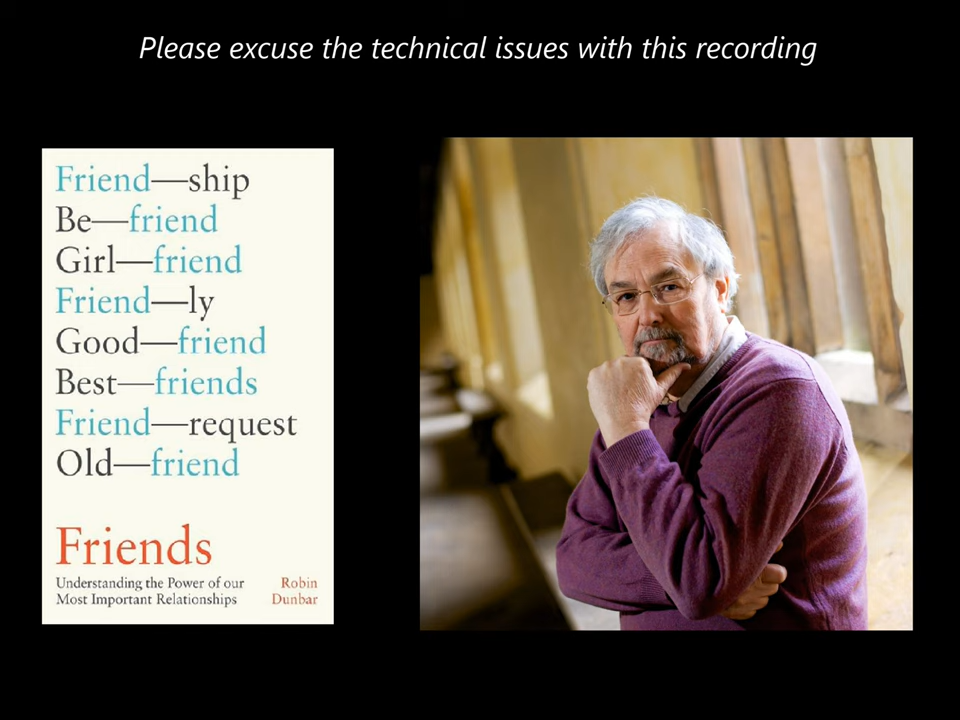 Please excuse the technical issues with this recording
Friend—ship
Be—friend
Girl—friend
Friend—ly
Good—friend
Best—friends
Friend—request
Old—friend
Friends
Understanding the Power of our
Most Important Relationships
Robin
Dunbar